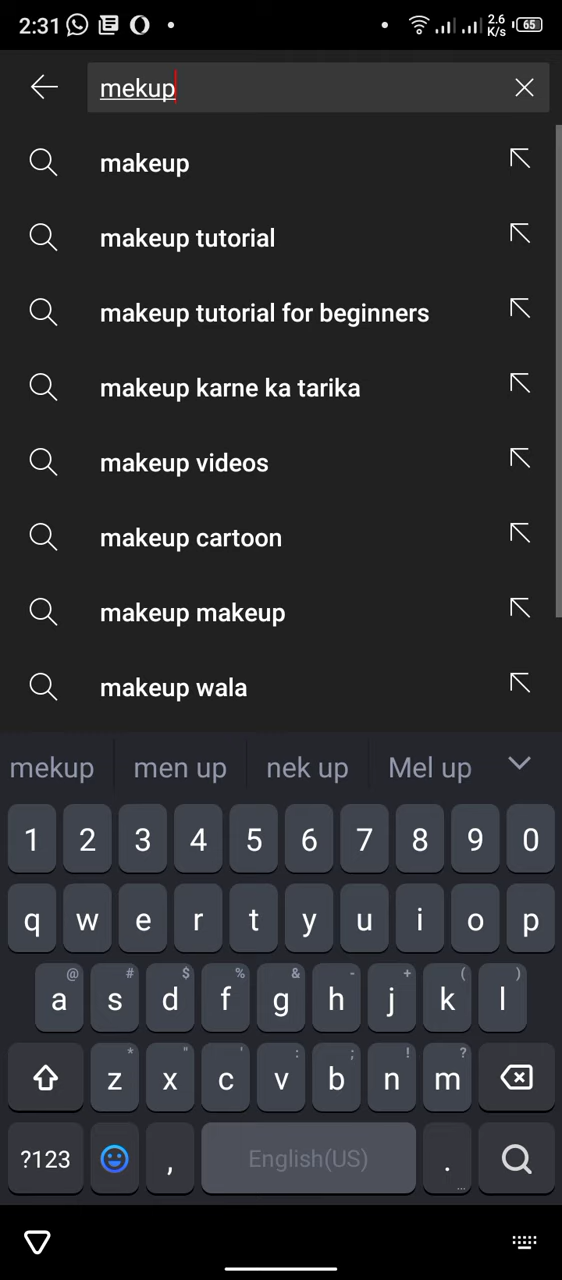 2:31
2.6 K/s 65
mekup
makeup
makeup tutorial
makeup tutorial for beginners
makeup karne ka tarika
makeup videos
makeup cartoon
makeup makeup
makeup wala
mekup men up nek up Mel up
1 2 3 4 5 6 7 8 9 0
q w e r t y u i o p
@ # $ % & - + ( )
a s d f g h j k l
* " ' : ; ! ?
z x c v b n m
?123 , English(US) . ...